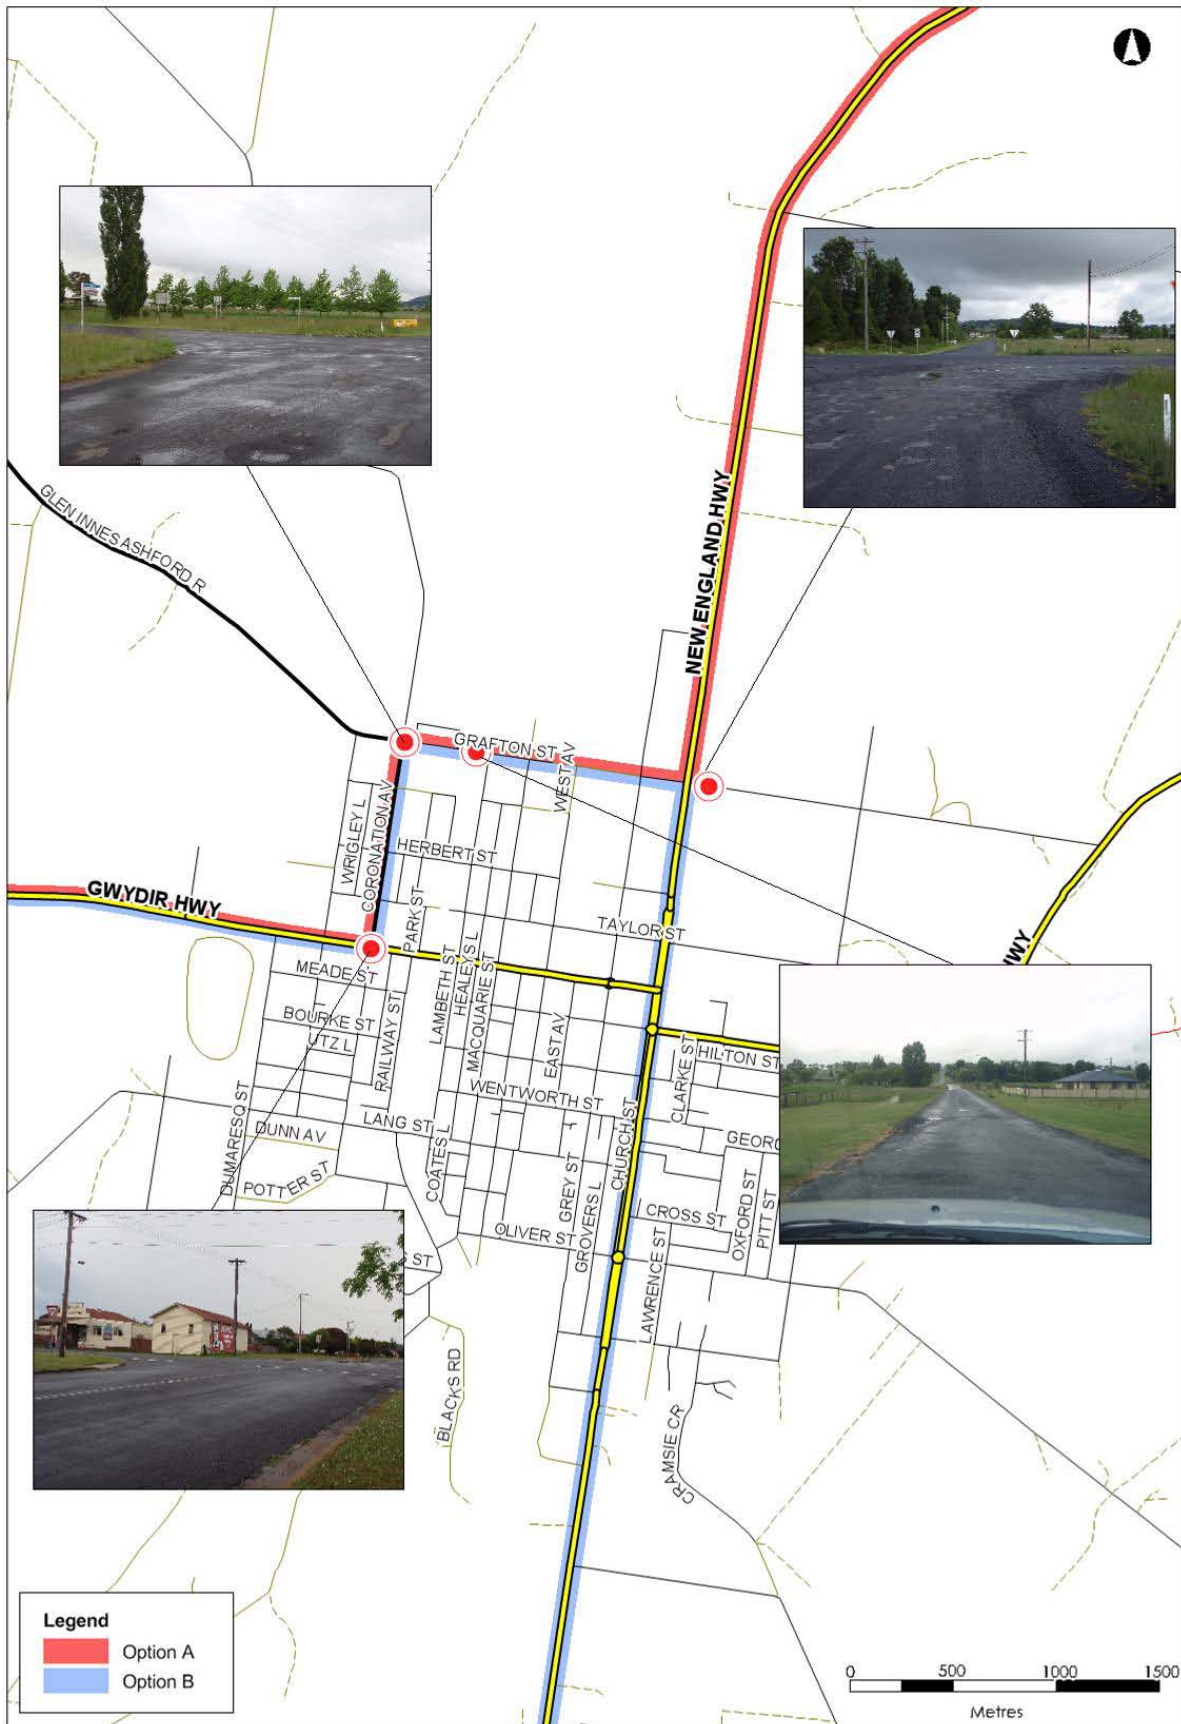 GLEN INNES ASHFORD R
NEW ENGLAND HWY
GRAFTON ST
WEST AV
WRIGLEY L
CORONATION AV
HERBERT ST
GWYDIR HWY
PARK ST
TAYLOR ST
HWY
MEADE ST
LAMBETH ST
HEALEYS L
MACQUARIE ST
BOURKE ST
UTZ L
RAILWAY ST
EAST AV
CLARKE ST
HILTON ST
WENTWORTH ST
DUMARESQ ST
LANG ST
DUNN AV
COATES L
CHURCH ST
GEORG
POTTER ST
GREY ST
GROVERS L
OXFORD ST
PITT ST
CROSS ST
OLIVER ST
S ST
LAWRENCE ST
BLACKS RD
CRAMSIE CR
Legend
Option A
Option B
0 500 1000 1500
Metres